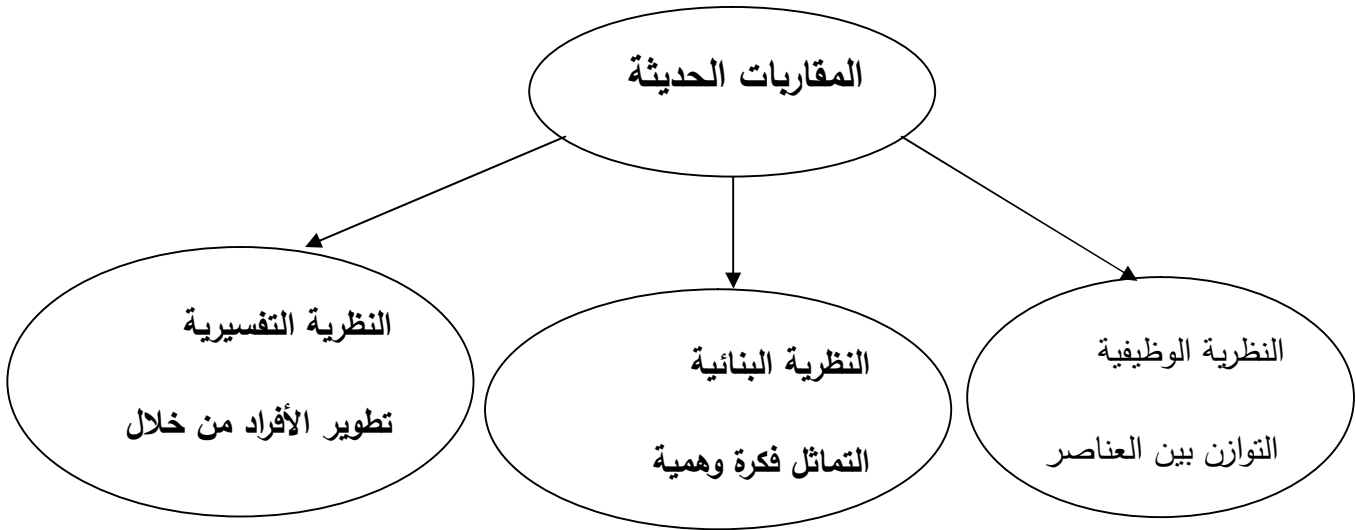 المقاربات الحديثة
النظرية الوظيفية
التوازن بين العناصر
النظرية البنائية
التماثل فكرة وهمية
النظرية التفسيرية
تطوير الأفراد من خلال